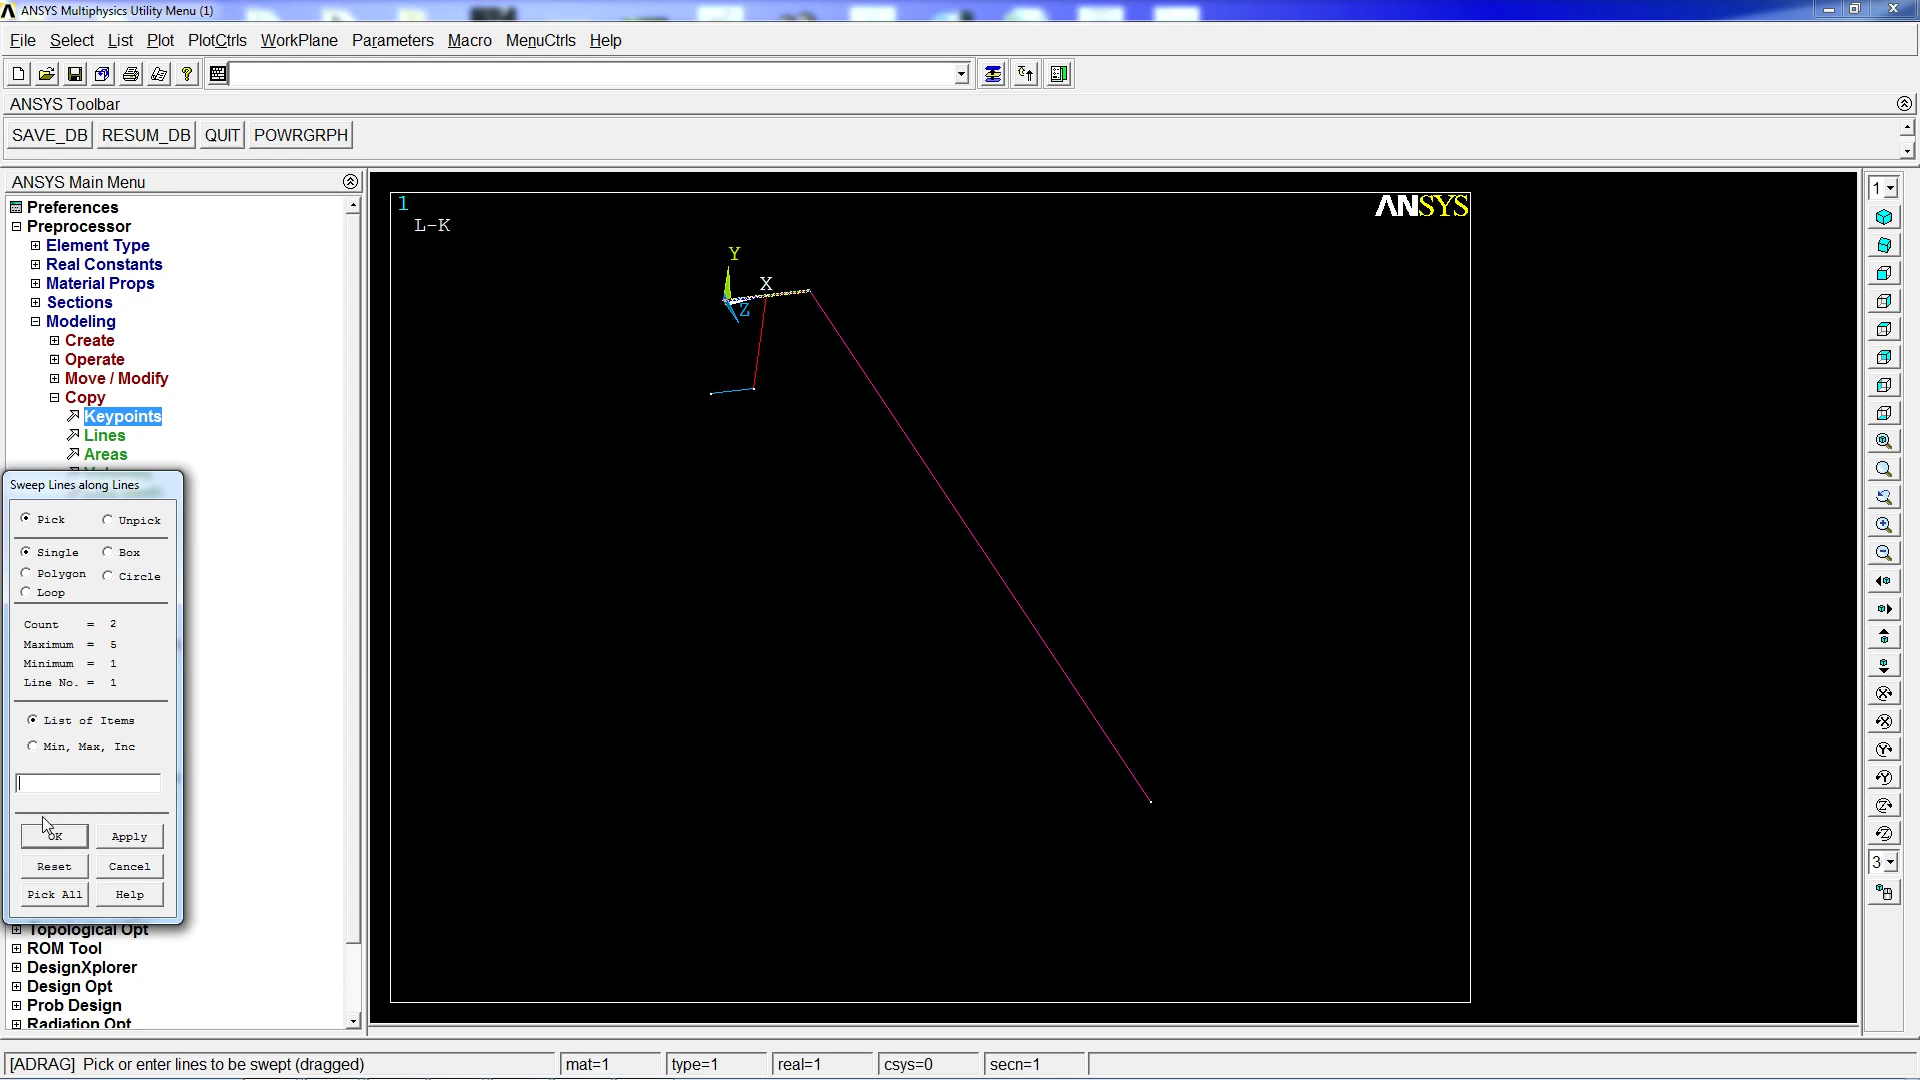 ANSYS Multiphysics Utility Menu (1)
File Select List Plot PlotCtrls WorkPlane Parameters Macro MenuCtrls Help
ANSYS Toolbar
SAVE_DB RESUM_DB QUIT POWRGRPH
ANSYS Main Menu
Preferences
Preprocessor
Element Type
Real Constants
Material Props
Sections
Modeling
Create
Operate
Move / Modify
Copy
Keypoints
Lines
Areas
Sweep Lines along Lines
Pick Unpick
Single Box
Polygon Circle
Loop
Count = 2
Maximum = 5
Minimum = 1
Line No. = 1
List of Items
Min, Max, Inc
OK Apply
Reset Cancel
Pick All Help
Topological Opt
ROM Tool
DesignXplorer
Design Opt
Prob Design
Radiation Opt
1
L-K
ANSYS
Y
X
Z
1
3
[ADRAG] Pick or enter lines to be swept (dragged)
mat=1 type=1 real=1 csys=0 secn=1